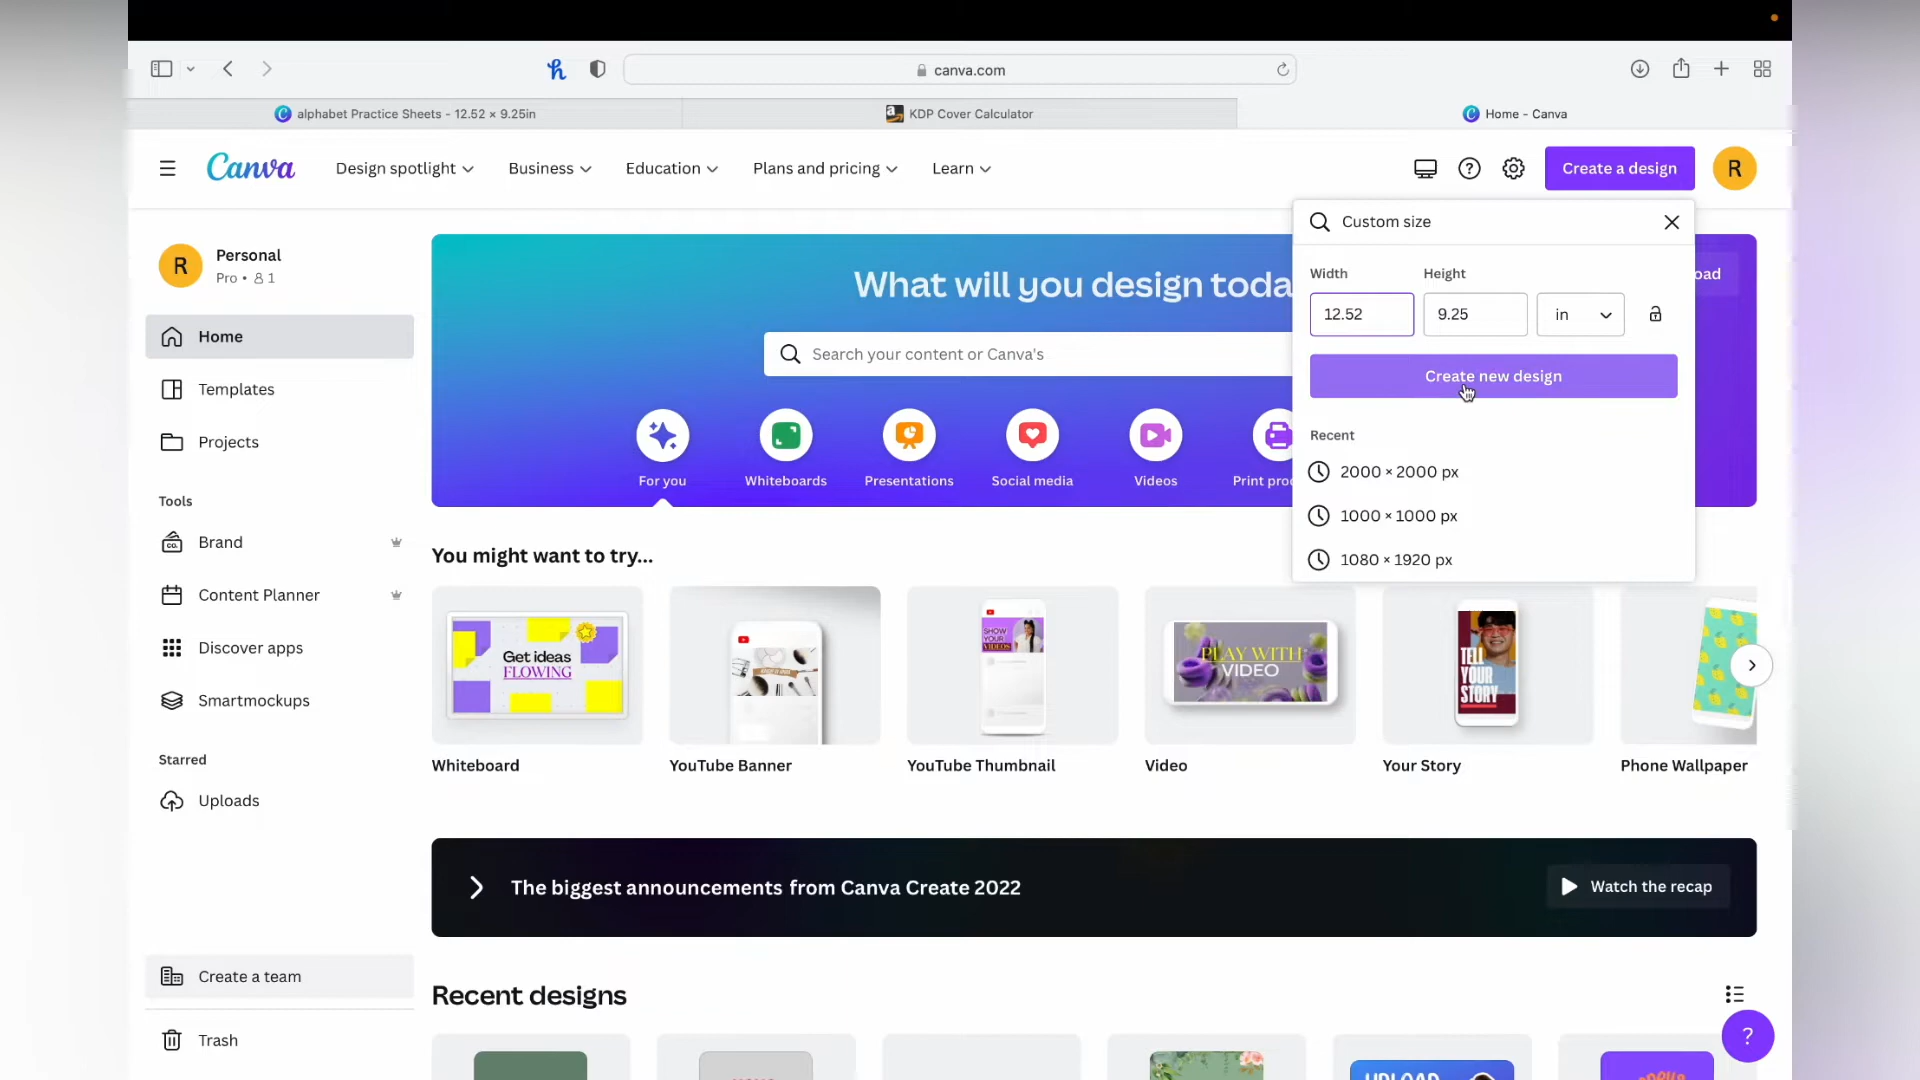 canva.com
alphabet Practice Sheets - 12.52 × 9.25in
KDP Cover Calculator
Home - Canva
Canva
Design spotlight
Business
Education
Plans and pricing
Learn
Create a design
R
R
Personal
Pro • 1
Home
Templates
Projects
Tools
Brand
Content Planner
Discover apps
Smartmockups
Starred
Uploads
Create a team
Trash
What will you design toda
Search your content or Canva's
For you
Whiteboards
Presentations
Social media
Videos
Print pro
oad
Custom size
Width
Height
12.52
9.25
in
Create new design
Recent
2000 × 2000 px
1000 × 1000 px
1080 × 1920 px
You might want to try...
Get ideas
FLOWING
SHOW
YOUR
VIDEOS
PLAY WITH
VIDEO
TELL
YOUR
STORY
Whiteboard
YouTube Banner
YouTube Thumbnail
Video
Your Story
Phone Wallpaper
The biggest announcements from Canva Create 2022
Watch the recap
Recent designs
UPLOAD
?